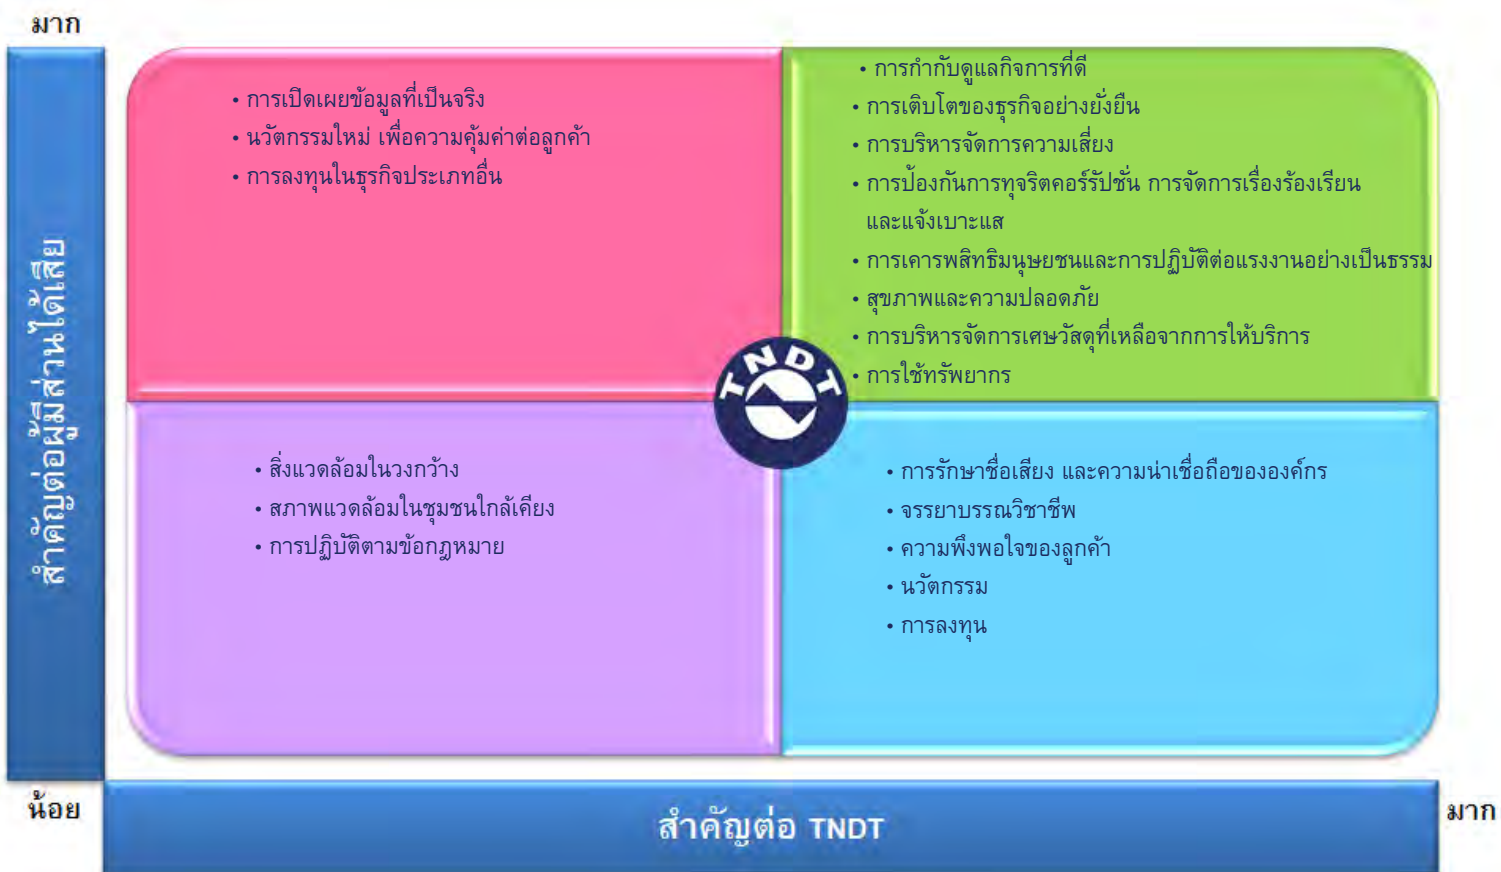 มาก
• การเปิดเผยข้อมูลที่เป็นจริง
• นวัตกรรมใหม่ เพื่อความคุ้มค่าต่อลูกค้า
• การลงทุนในธุรกิจประเภทอื่น
• การกำกับดูแลกิจการที่ดี
• การเติบโตของธุรกิจอย่างยั่งยืน
• การบริหารจัดการความเสี่ยง
• การป้องกันการทุจริตคอร์รัปชั่น การจัดการเรื่องร้องเรียน
และแจ้งเบาะแส
• การเคารพสิทธิมนุษยชนและการปฏิบัติต่อแรงงานอย่างเป็นธรรม
• สุขภาพและความปลอดภัย
• การบริหารจัดการเศษวัสดุที่เหลือจากการให้บริการ
• การใช้ทรัพยากร
TNDT
สำคัญต่อผู้มีส่วนได้เสีย
• สิ่งแวดล้อมในวงกว้าง
• สภาพแวดล้อมในชุมชนใกล้เคียง
• การปฏิบัติตามข้อกฎหมาย
• การรักษาชื่อเสียง และความน่าเชื่อถือขององค์กร
• จรรยาบรรณวิชาชีพ
• ความพึงพอใจของลูกค้า
• นวัตกรรม
• การลงทุน
น้อย
สำคัญต่อ TNDT
มาก